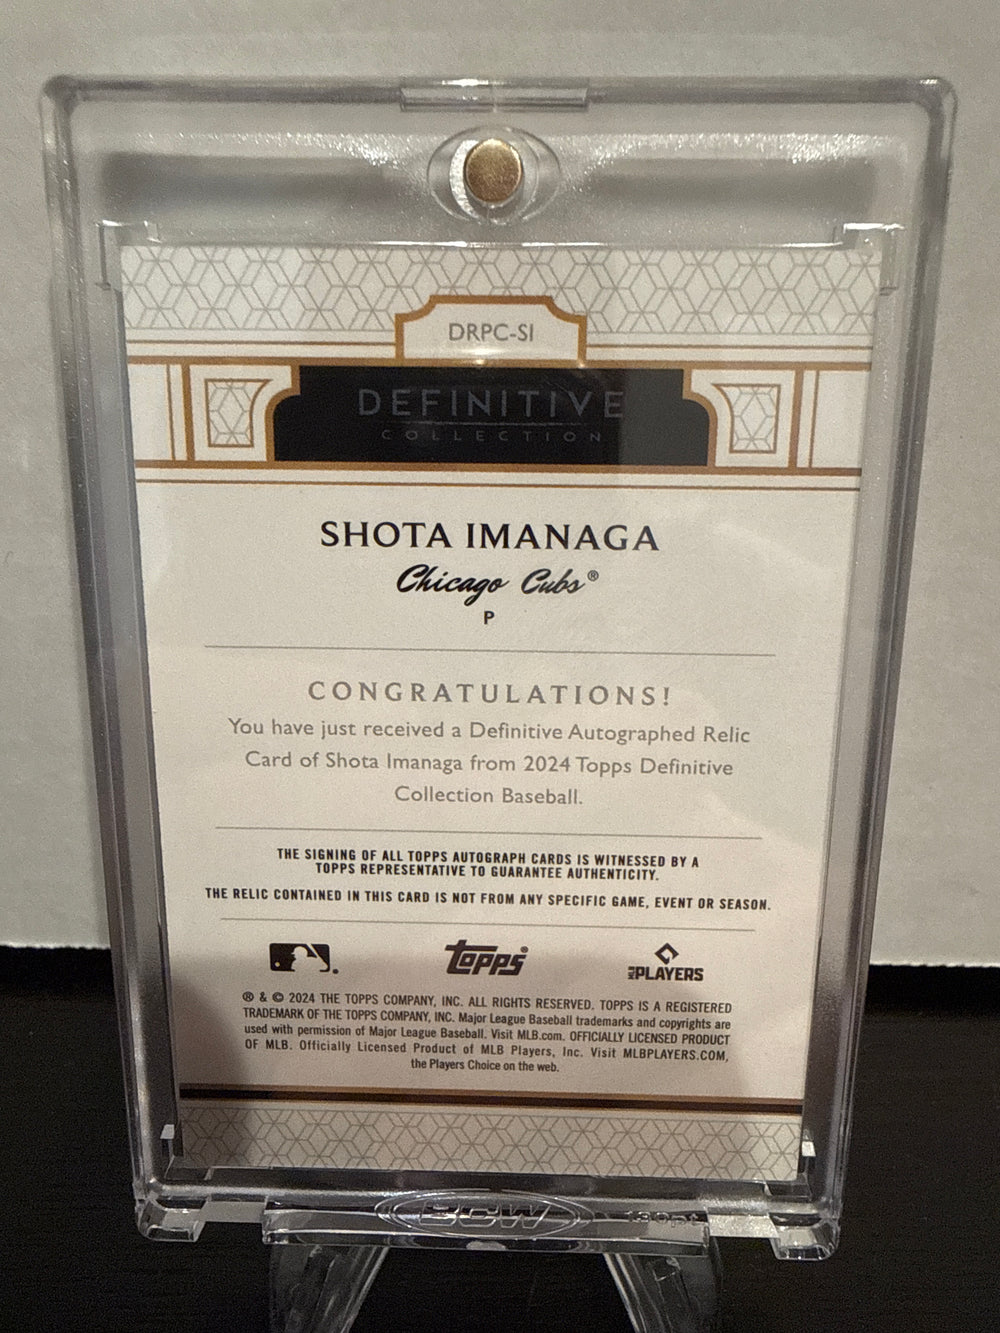 DRPC-SI
DEFINITIVE
COLLECTION
SHOTA IMANAGA
Chicago Cubs®
P
CONGRATULATIONS!
You have just received a Definitive Autographed Relic
Card of Shota Imanaga from 2024 Topps Definitive
Collection Baseball.
THE SIGNING OF ALL TOPPS AUTOGRAPH CARDS IS WITNESSED BY A
TOPPS REPRESENTATIVE TO GUARANTEE AUTHENTICITY.
THE RELIC CONTAINED IN THIS CARD IS NOT FROM ANY SPECIFIC GAME, EVENT OR SEASON.
Topps® MLB PLAYERS
® & © 2024 THE TOPPS COMPANY, INC. ALL RIGHTS RESERVED. TOPPS IS A REGISTERED
TRADEMARK OF THE TOPPS COMPANY, INC. Major League Baseball trademarks and copyrights are
used with permission of Major League Baseball. Visit MLB.com. OFFICIALLY LICENSED PRODUCT
OF MLB. Officially Licensed Product of MLB Players, Inc. Visit MLBPLAYERS.COM,
the Players Choice on the web.
BCW 130pt